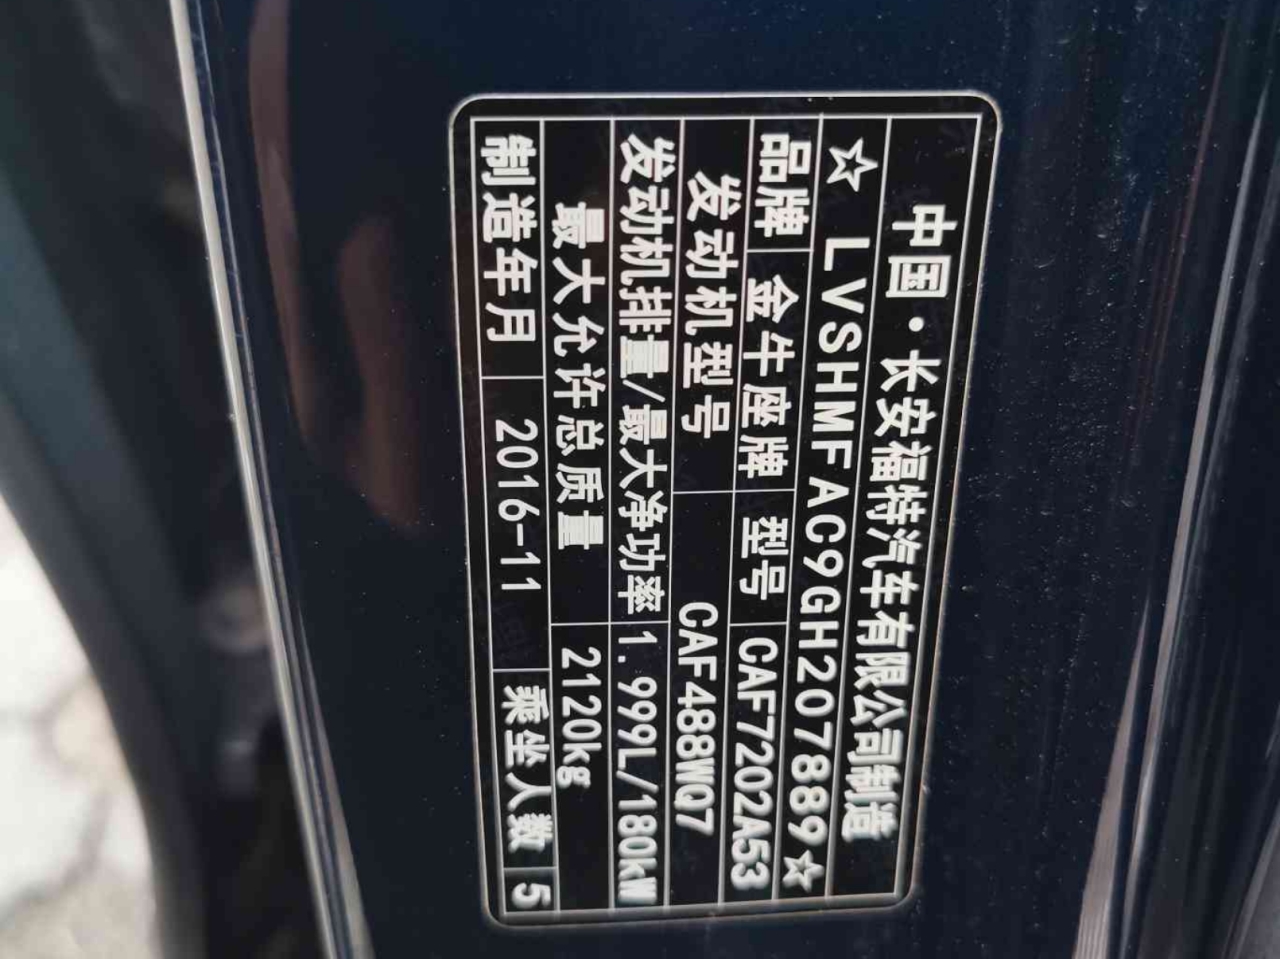 中国·长安福特汽车有限公司制造
☆LVSHMFAC9GH207889☆
品牌 金牛座牌 型号 CAF7202A53
发动机型号 CAF488WQ7
发动机排量/最大净功率 1.999L/180kW
最大允许总质量 2120kg
制造年月 2016-11 乘坐人数 5